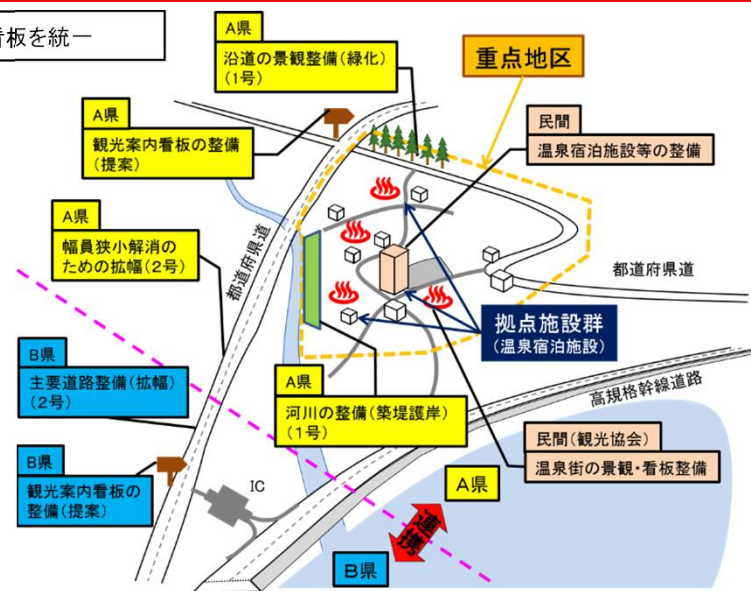 看板を統一
A県
沿道の景観整備(緑化)
(1号)
重点地区
A県
観光案内看板の整備
(提案)
民間
温泉宿泊施設等の整備
A県
幅員狭小解消の
ための拡幅(2号)
都道府県道
都道府県道
拠点施設群
(温泉宿泊施設)
B県
主要道路整備(拡幅)
(2号)
A県
河川の整備(築堤護岸)
(1号)
高規格幹線道路
民間(観光協会)
温泉街の景観・看板整備
B県
観光案内看板の
整備(提案)
IC
A県
連携
B県